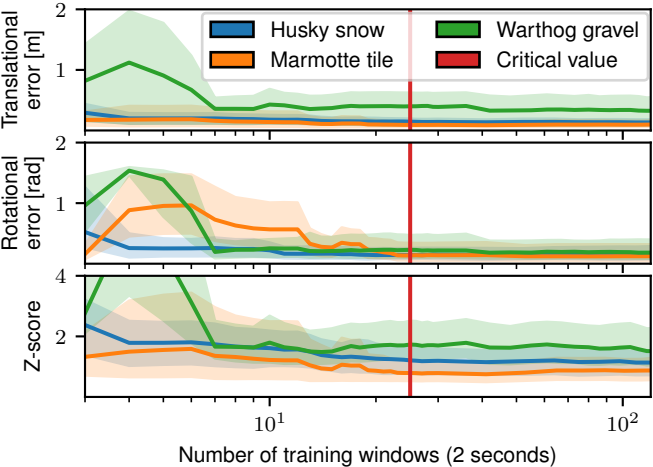 2
1
Translational
error [m]
Husky snow
Marmotte tile
Warthog gravel
Critical value
2
1
Rotational
error [rad]
4
2
Z-score
10¹
10²
Number of training windows (2 seconds)